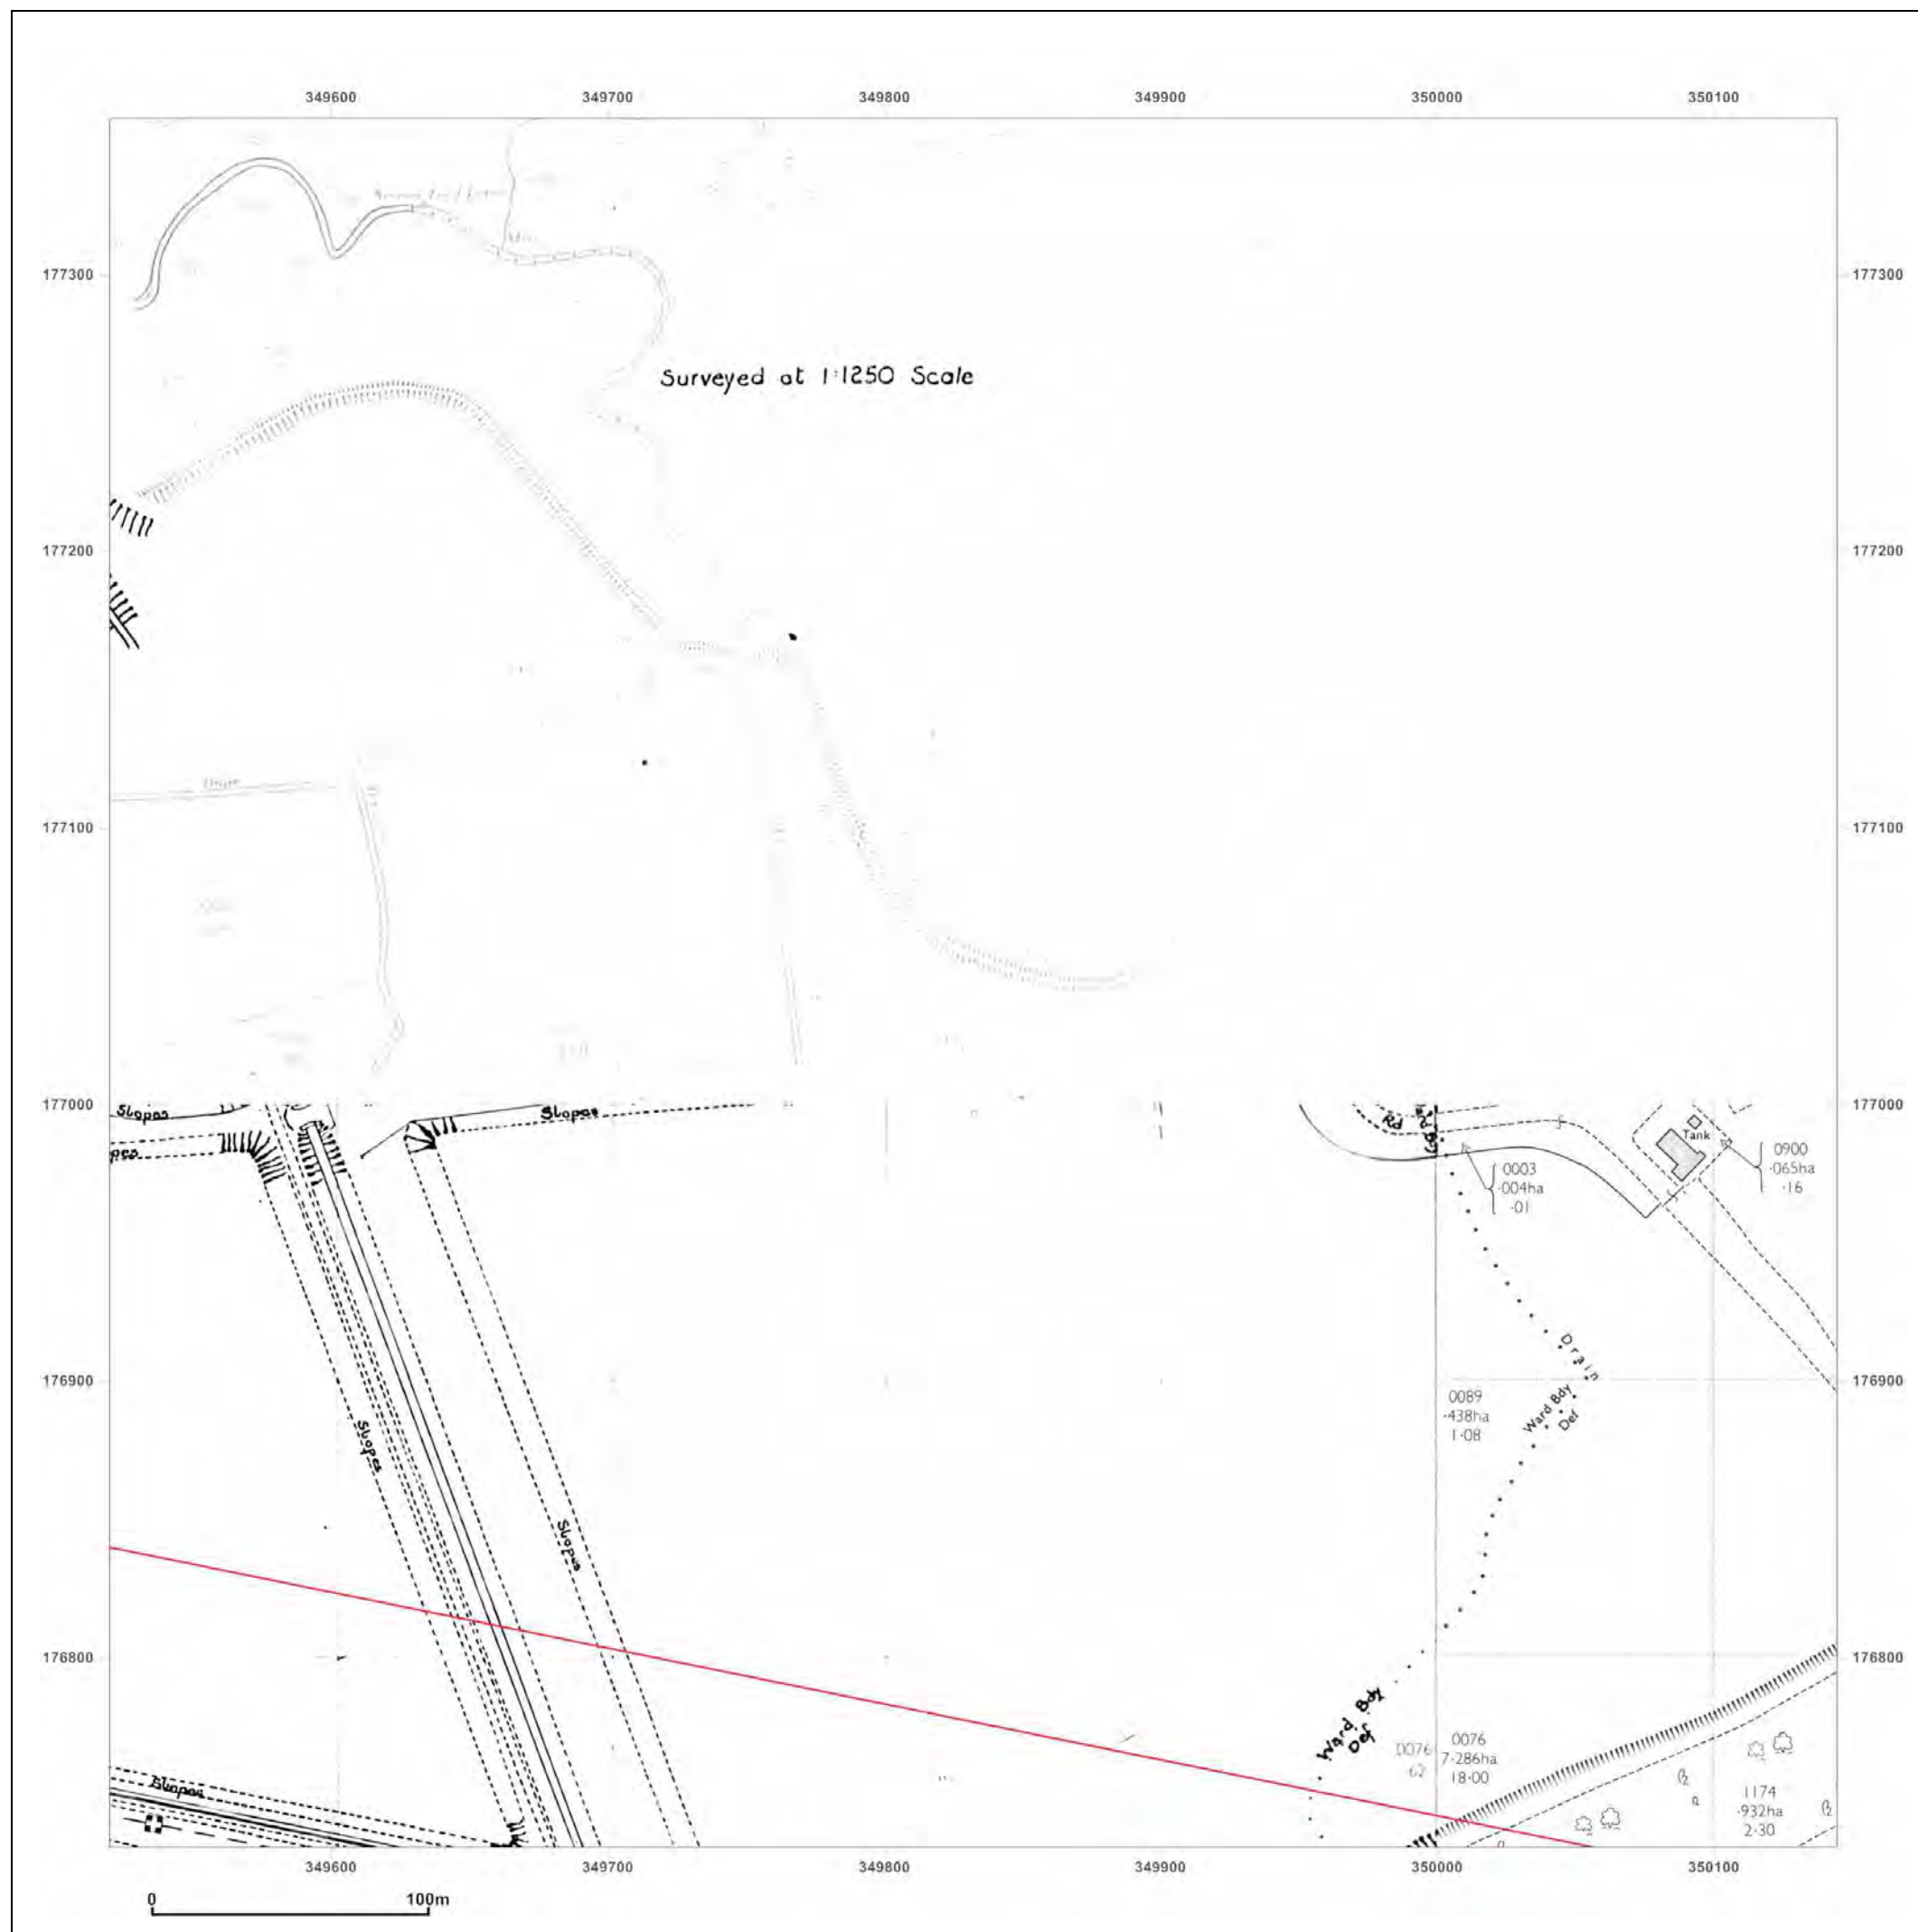 349600 349700 349800 349900 350000 350100
177300 177300
Surveyed at 1:1250 Scale
177200 177200
177100 177100
177000 177000
Slopes
Slopes
pes
Rd
Tank
0900
·065ha
·16
0003
·004ha
·01
Drain
176900 176900
Ward Bdy
Def
0089
·438ha
1·08
Slopes
Slopes
176800 176800
Ward Bdy
Def
0076
·62
0076
7·286ha
18·00
1174
·932ha
2·30
Slopes
349600 349700 349800 349900 350000 350100
0 100m